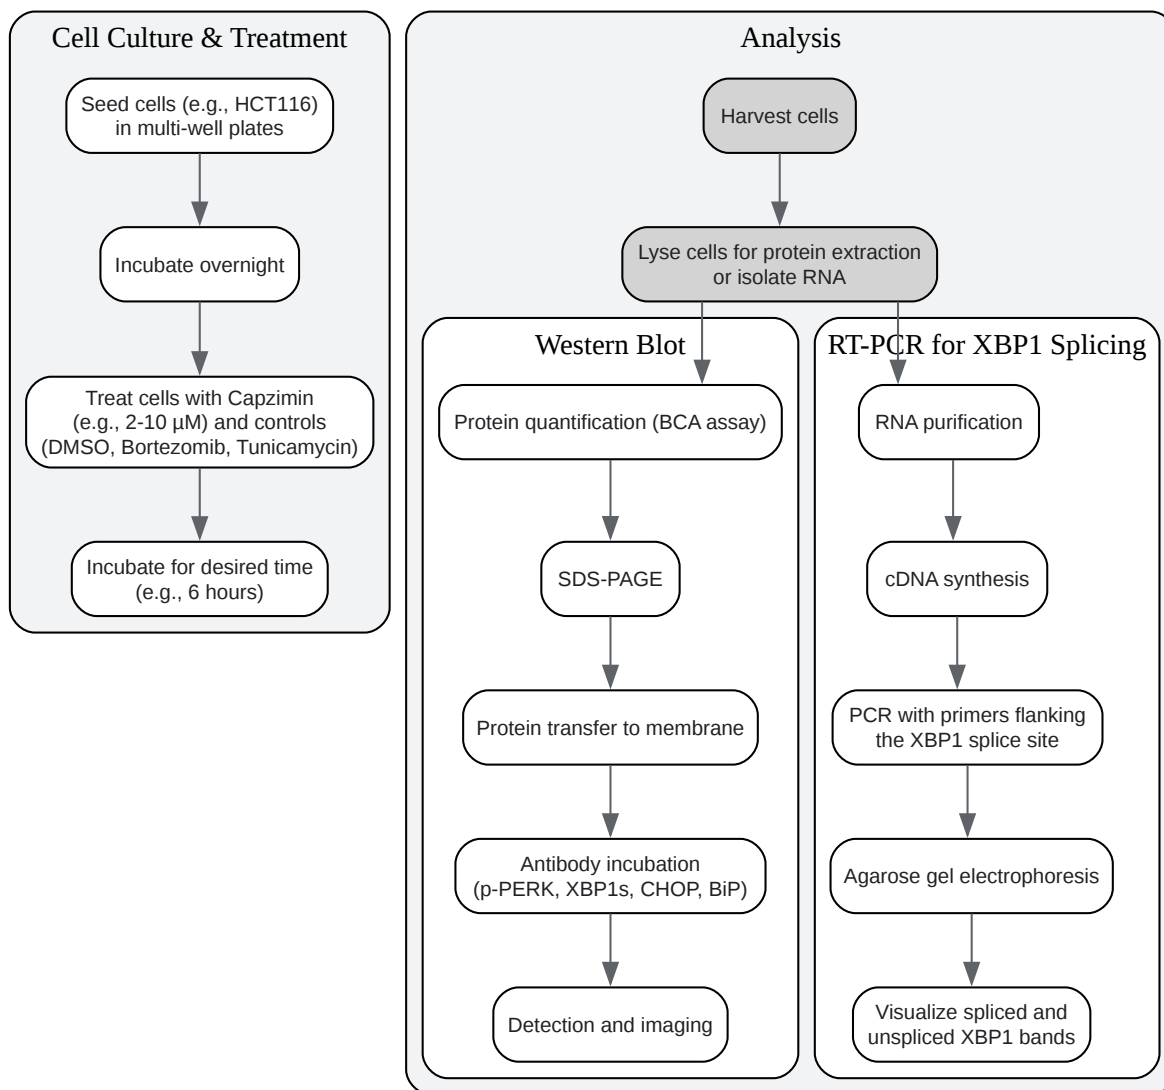 Cell Culture & Treatment
Seed cells (e.g., HCT116)
in multi-well plates
Incubate overnight
Treat cells with Capzimin
(e.g., 2-10 µM) and controls
(DMSO, Bortezomib, Tunicamycin)
Incubate for desired time
(e.g., 6 hours)
Analysis
Harvest cells
Lyse cells for protein extraction
or isolate RNA
Western Blot
Protein quantification (BCA assay)
SDS-PAGE
Protein transfer to membrane
Antibody incubation
(p-PERK, XBP1s, CHOP, BiP)
Detection and imaging
RT-PCR for XBP1 Splicing
RNA purification
cDNA synthesis
PCR with primers flanking
the XBP1 splice site
Agarose gel electrophoresis
Visualize spliced and
unspliced XBP1 bands